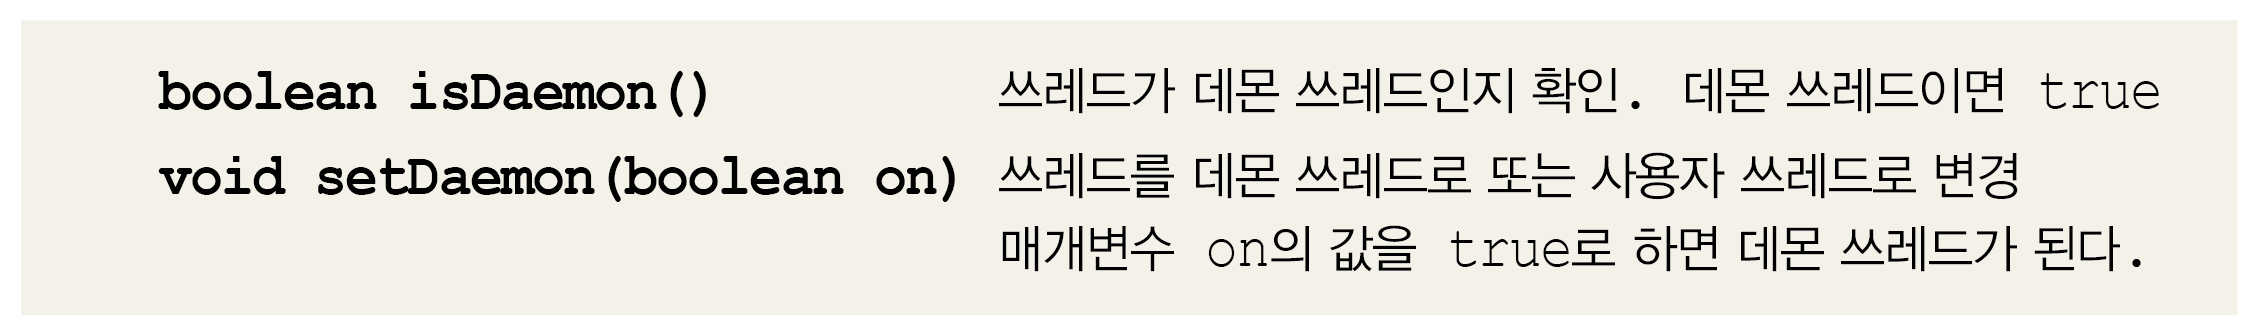 boolean isDaemon() 쓰레드가 데몬 쓰레드인지 확인. 데몬 쓰레드이면 true
void setDaemon(boolean on) 쓰레드를 데몬 쓰레드로 또는 사용자 쓰레드로 변경
매개변수 on의 값을 true로 하면 데몬 쓰레드가 된다.